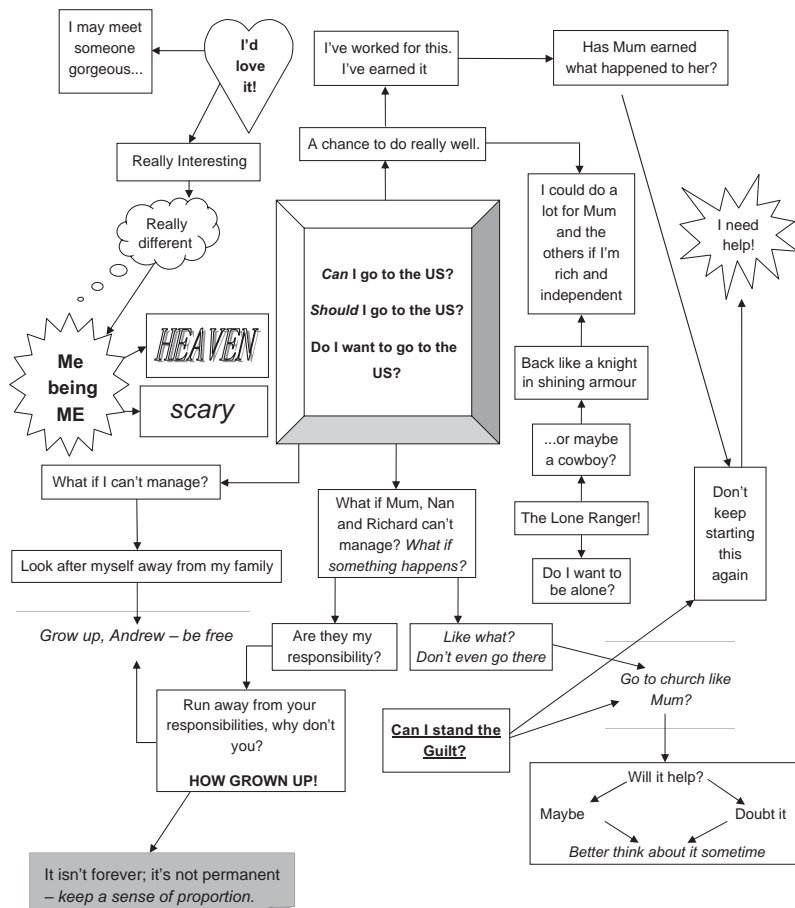 I may meet
someone
gorgeous...
I'd
love
it!
I've worked for this.
I've earned it
Has Mum earned
what happened to her?
Really Interesting
A chance to do really well.
Really
different
I could do a
lot for Mum
and the
others if I'm
rich and
independent
I need
help!
Can I go to the US?
Should I go to the US?
Do I want to go to the
US?
HEAVEN
Me
being
ME
scary
Back like a knight
in shining armour
...or maybe
a cowboy?
What if I can't manage?
What if Mum, Nan
and Richard can't
manage? What if
something happens?
The Lone Ranger!
Don't
keep
starting
this
again
Look after myself away from my family
Do I want to
be alone?
Grow up, Andrew – be free
Are they my
responsibility?
Like what?
Don't even go there
Go to church like
Mum?
Run away from your
responsibilities, why don't
you?
HOW GROWN UP!
Can I stand the
Guilt?
Will it help?
Maybe
Doubt it
Better think about it sometime
It isn't forever; it's not permanent
– keep a sense of proportion.